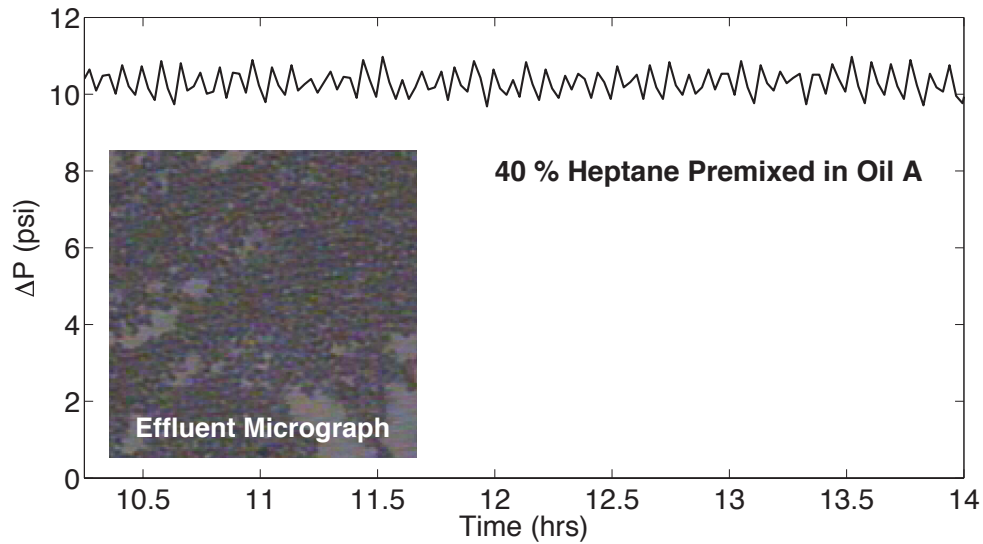 12
10
8
6
4
2
0
ΔP (psi)
40 % Heptane Premixed in Oil A
Effluent Micrograph
10.5 11 11.5 12 12.5 13 13.5 14
Time (hrs)